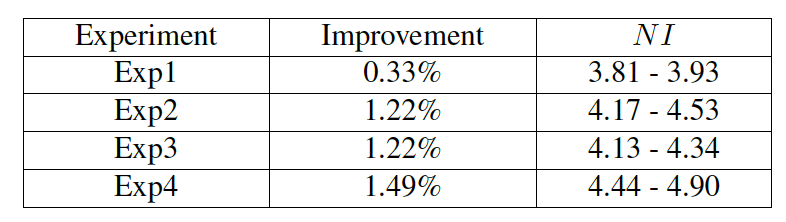 Experiment Improvement NI
Exp1 0.33% 3.81 - 3.93
Exp2 1.22% 4.17 - 4.53
Exp3 1.22% 4.13 - 4.34
Exp4 1.49% 4.44 - 4.90